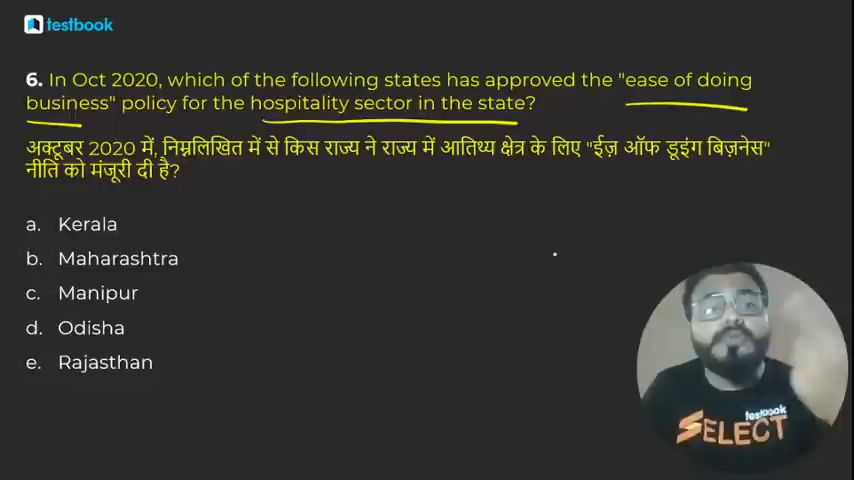 testbook
6. In Oct 2020, which of the following states has approved the "ease of doing
business" policy for the hospitality sector in the state?
अक्टूबर 2020 में, निम्नलिखित में से किस राज्य ने राज्य में आतिथ्य क्षेत्र के लिए "ईज़ ऑफ डूइंग बिज़नेस"
नीति को मंजूरी दी है?
a. Kerala
b. Maharashtra
c. Manipur
d. Odisha
e. Rajasthan
testbook
SELECT